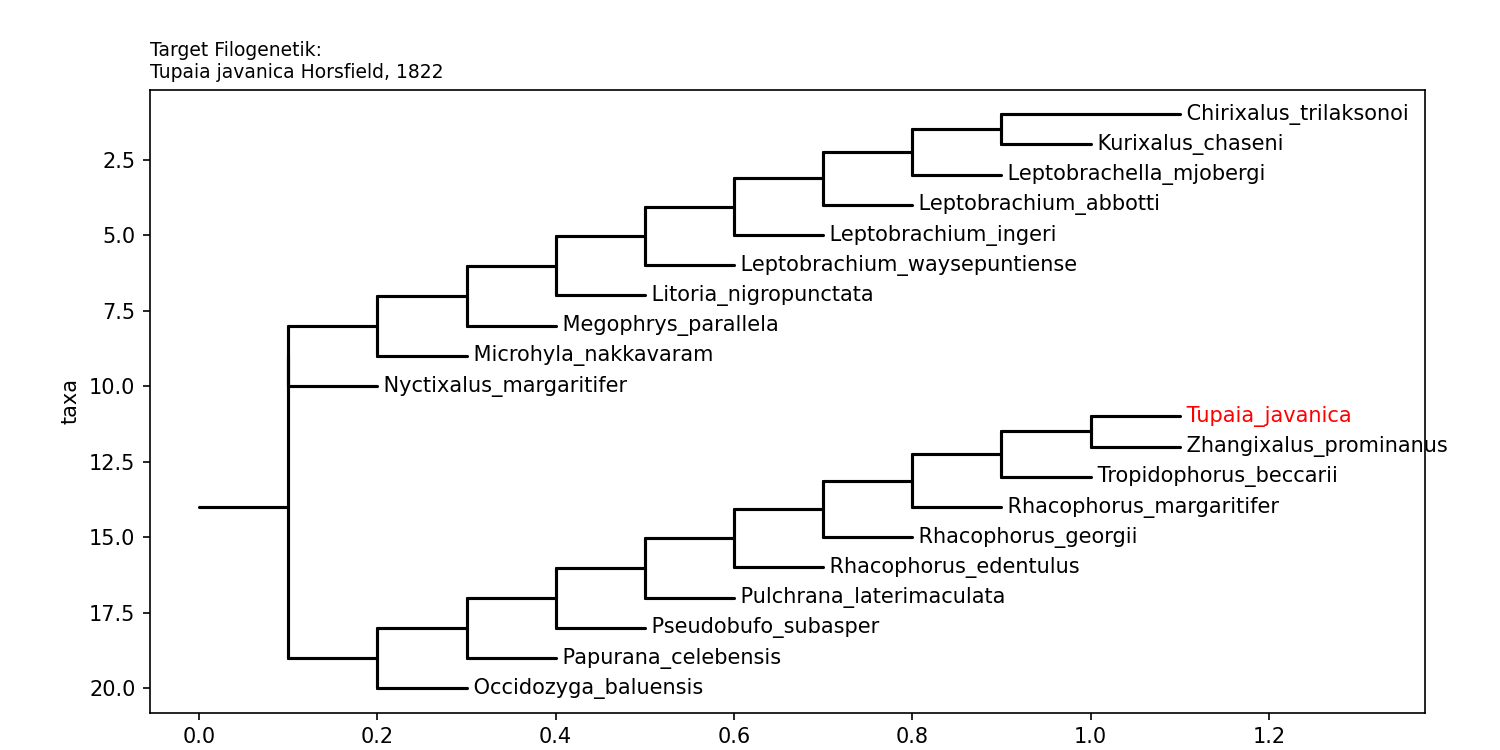 Target Filogenetik:
Tupaia javanica Horsfield, 1822
Chirixalus_trilaksonoi
Kurixalus_chaseni
2.5
Leptobrachella_mjobergi
Leptobrachium_abbotti
5.0
Leptobrachium_ingeri
Leptobrachium_waysepuntiense
Litoria_nigropunctata
7.5
Megophrys_parallela
Microhyla_nakkavaram
10.0
Nyctixalus_margaritifer
taxa
Tupaia_javanica
Zhangixalus_prominanus
12.5
Tropidophorus_beccarii
Rhacophorus_margaritifer
15.0
Rhacophorus_georgii
Rhacophorus_edentulus
Pulchrana_laterimaculata
17.5
Pseudobufo_subasper
Papurana_celebensis
20.0
Occidozyga_baluensis
0.0 0.2 0.4 0.6 0.8 1.0 1.2